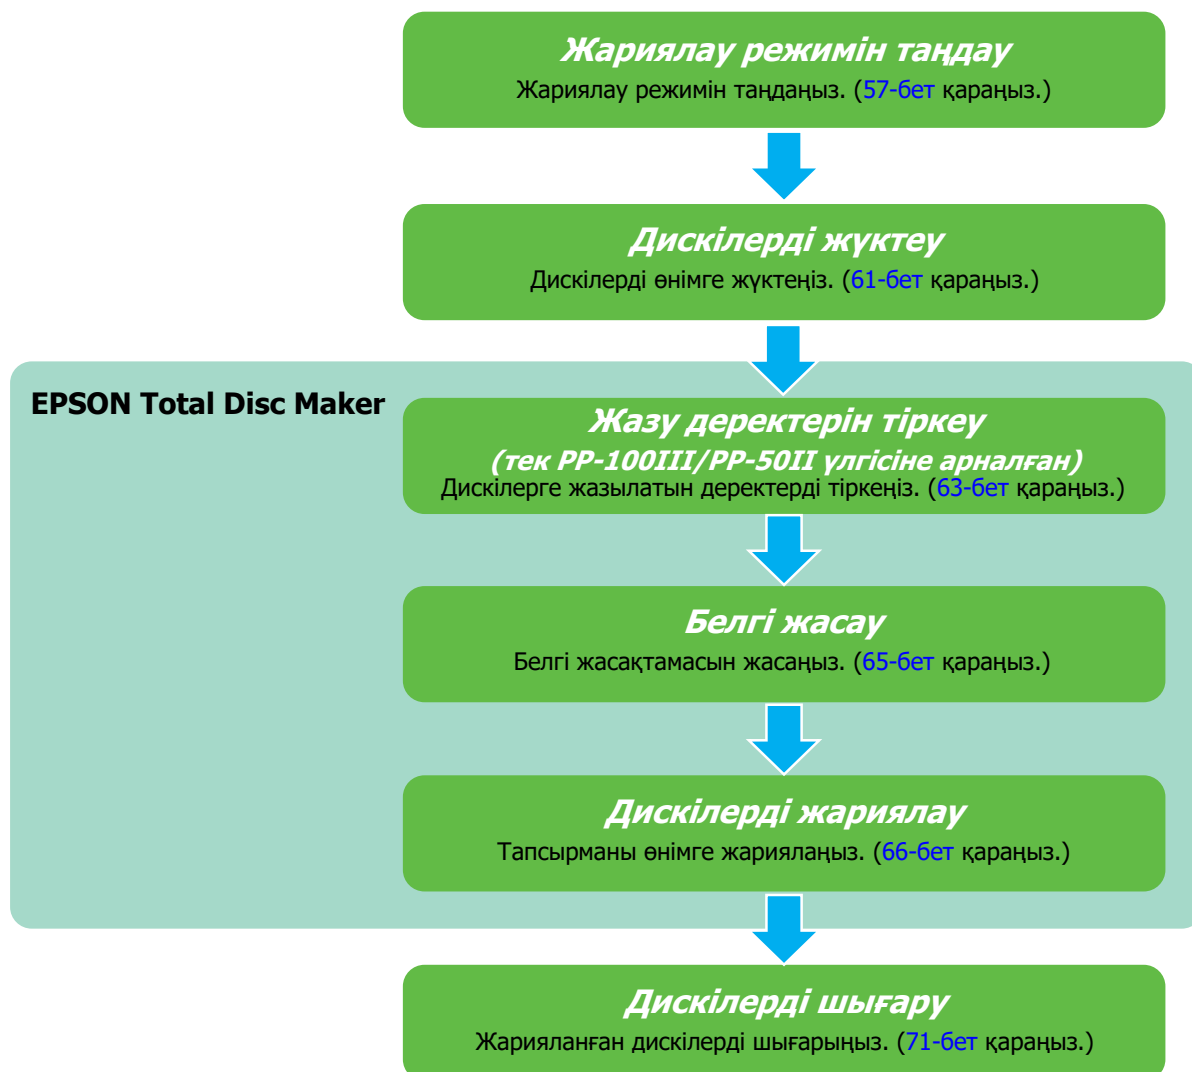 Жариялау режимін таңдау
Жариялау режимін таңдаңыз. (57-бет қараңыз.)
Дискілерді жүктеу
Дискілерді өнімге жүктеңіз. (61-бет қараңыз.)
EPSON Total Disc Maker
Жазу деректерін тіркеу
(тек PP-100III/PP-50II үлгісіне арналған)
Дискілерге жазылатын деректерді тіркеңіз. (63-бет қараңыз.)
Белгі жасау
Белгі жасақтамасын жасаңыз. (65-бет қараңыз.)
Дискілерді жариялау
Тапсырманы өнімге жариялаңыз. (66-бет қараңыз.)
Дискілерді шығару
Жарияланған дискілерді шығарыңыз. (71-бет қараңыз.)